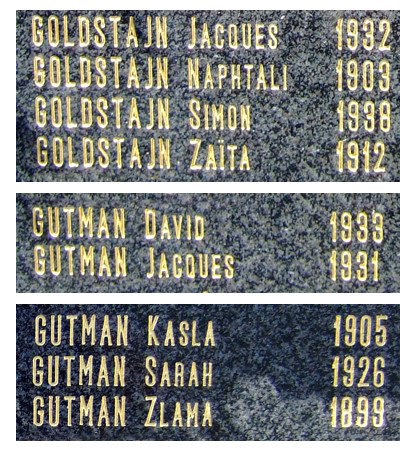 GOLDSTAJN JACQUES 1932
GOLDSTAJN NAPHTALI 1903
GOLDSTAJN SIMON 1938
GOLDSTAJN ZAÏTA 1912
GUTMAN DAVID 1933
GUTMAN JACQUES 1931
GUTMAN KASLA 1905
GUTMAN SARAH 1926
GUTMAN ZLAMA 1899